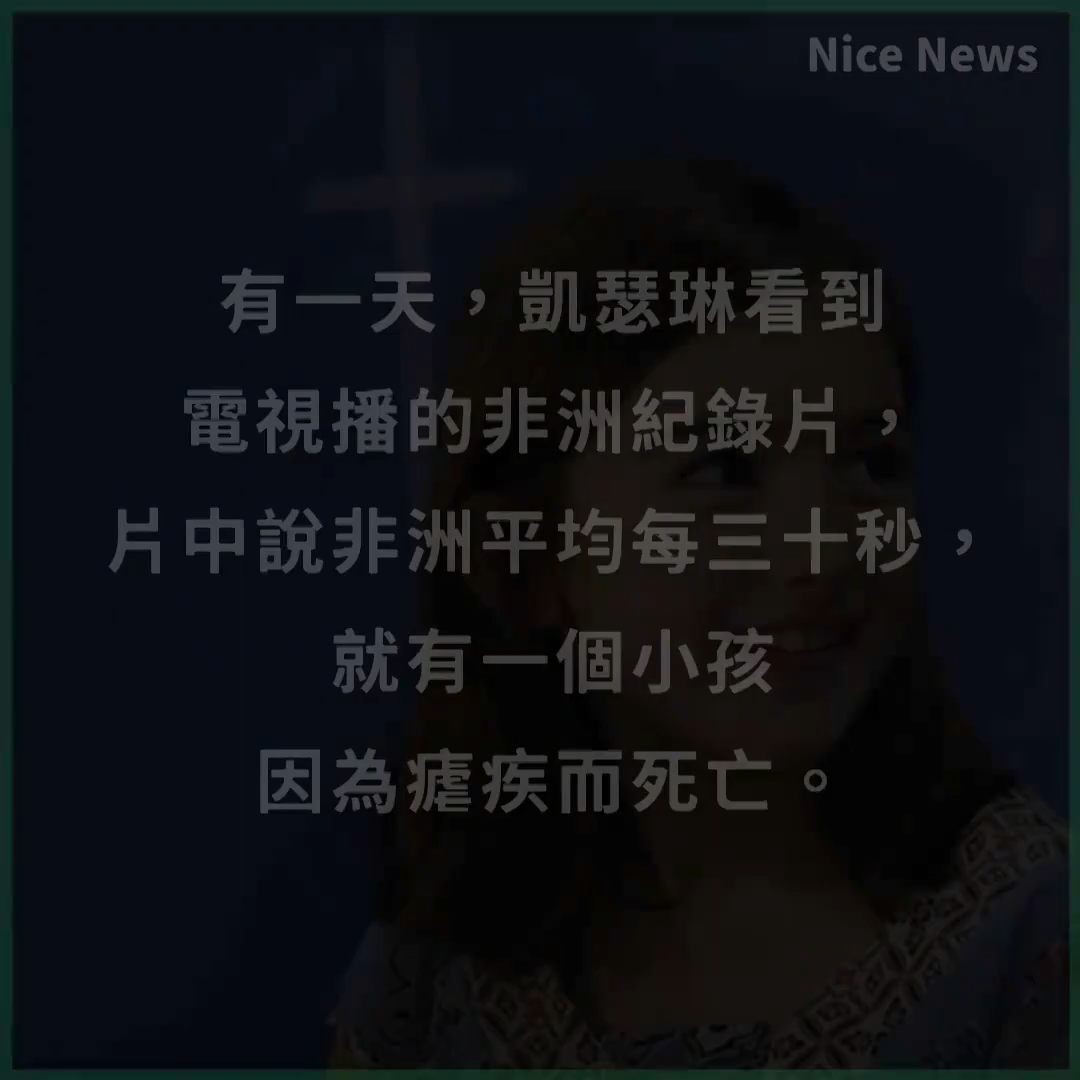 Nice News
有一天，凱瑟琳看到
電視播的非洲紀錄片，
片中說非洲平均每三十秒，
就有一個小孩
因為瘧疾而死亡。